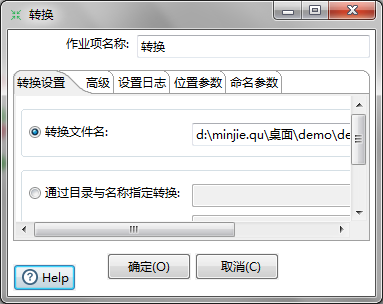 转换
作业项名称: 转换
转换设置 高级 设置日志 位置参数 命名参数
转换文件名: d:\minjie.qu\桌面\demo\de
通过目录与名称指定转换:
确定(O) 取消(C)
Help